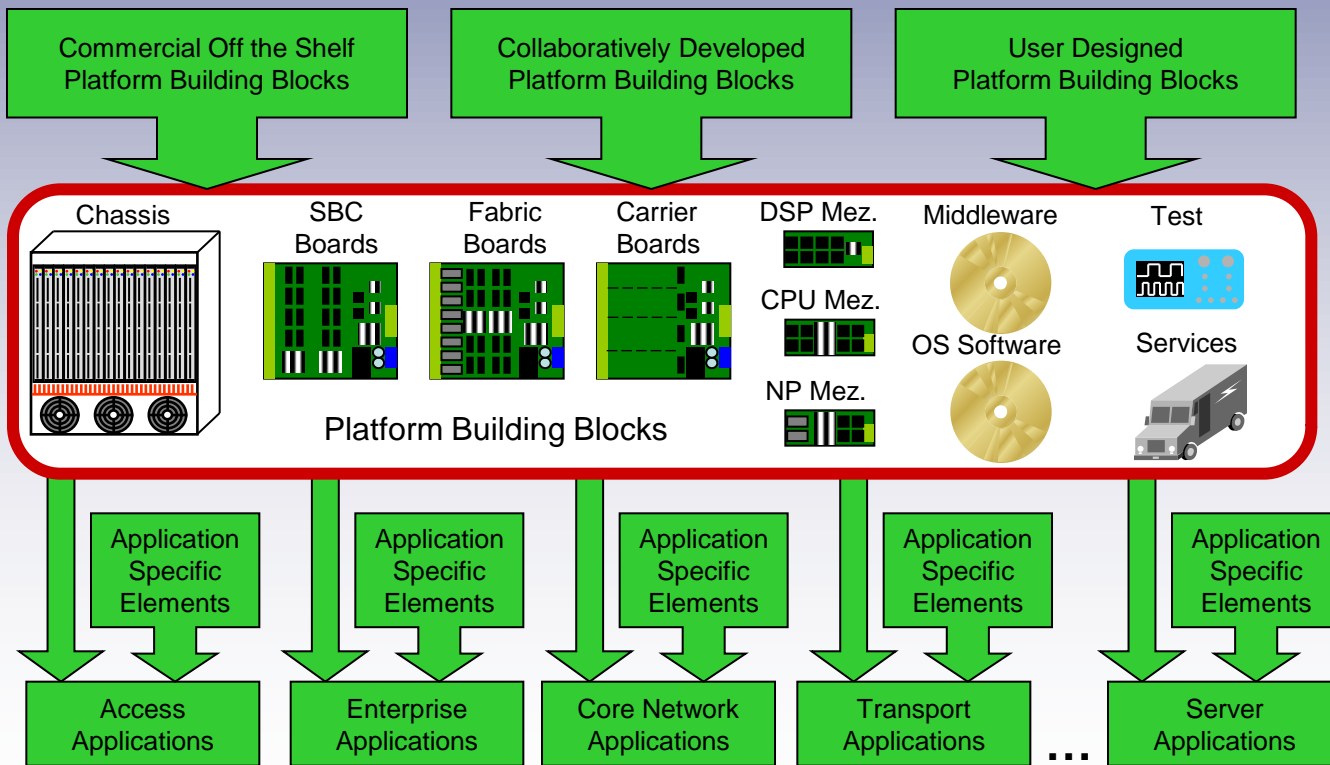 Commercial Off the Shelf
Platform Building Blocks
Collaboratively Developed
Platform Building Blocks
User Designed
Platform Building Blocks
Chassis
SBC
Boards
Fabric
Boards
Carrier
Boards
DSP Mez.
CPU Mez.
NP Mez.
Middleware
OS Software
Test
Services
Platform Building Blocks
Application
Specific
Elements
Application
Specific
Elements
Application
Specific
Elements
Application
Specific
Elements
Application
Specific
Elements
Access
Applications
Enterprise
Applications
Core Network
Applications
Transport
Applications
...
Server
Applications